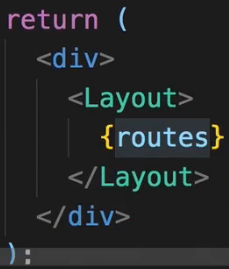 return (
<div>
<Layout>
{routes}
</Layout>
</div>
);